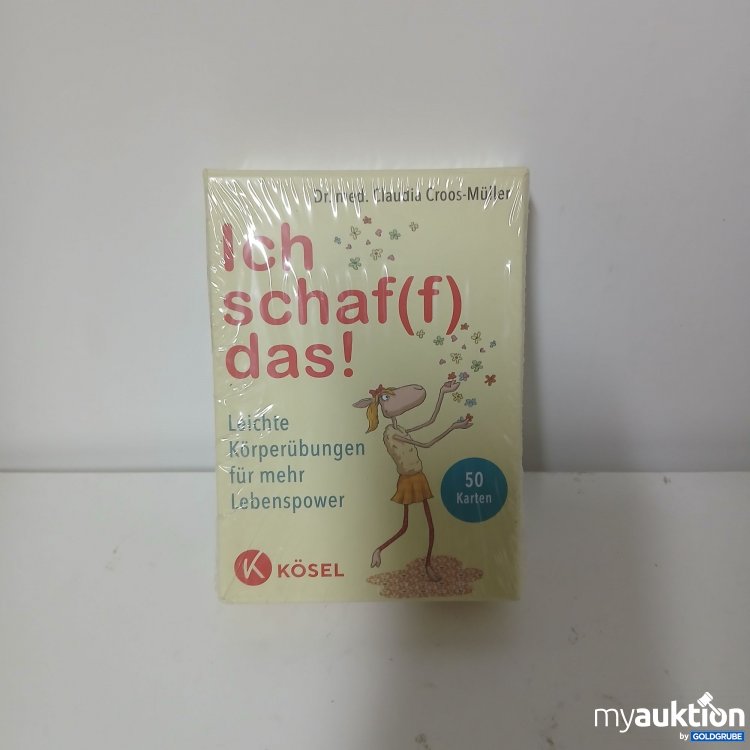 Dr. med. Claudia Croos-Müller
Ich
schaf(f)
das!
Leichte
Körperübungen
für mehr
Lebenspower
50
Karten
K KÖSEL
myauktion
by GOLDGRUBE